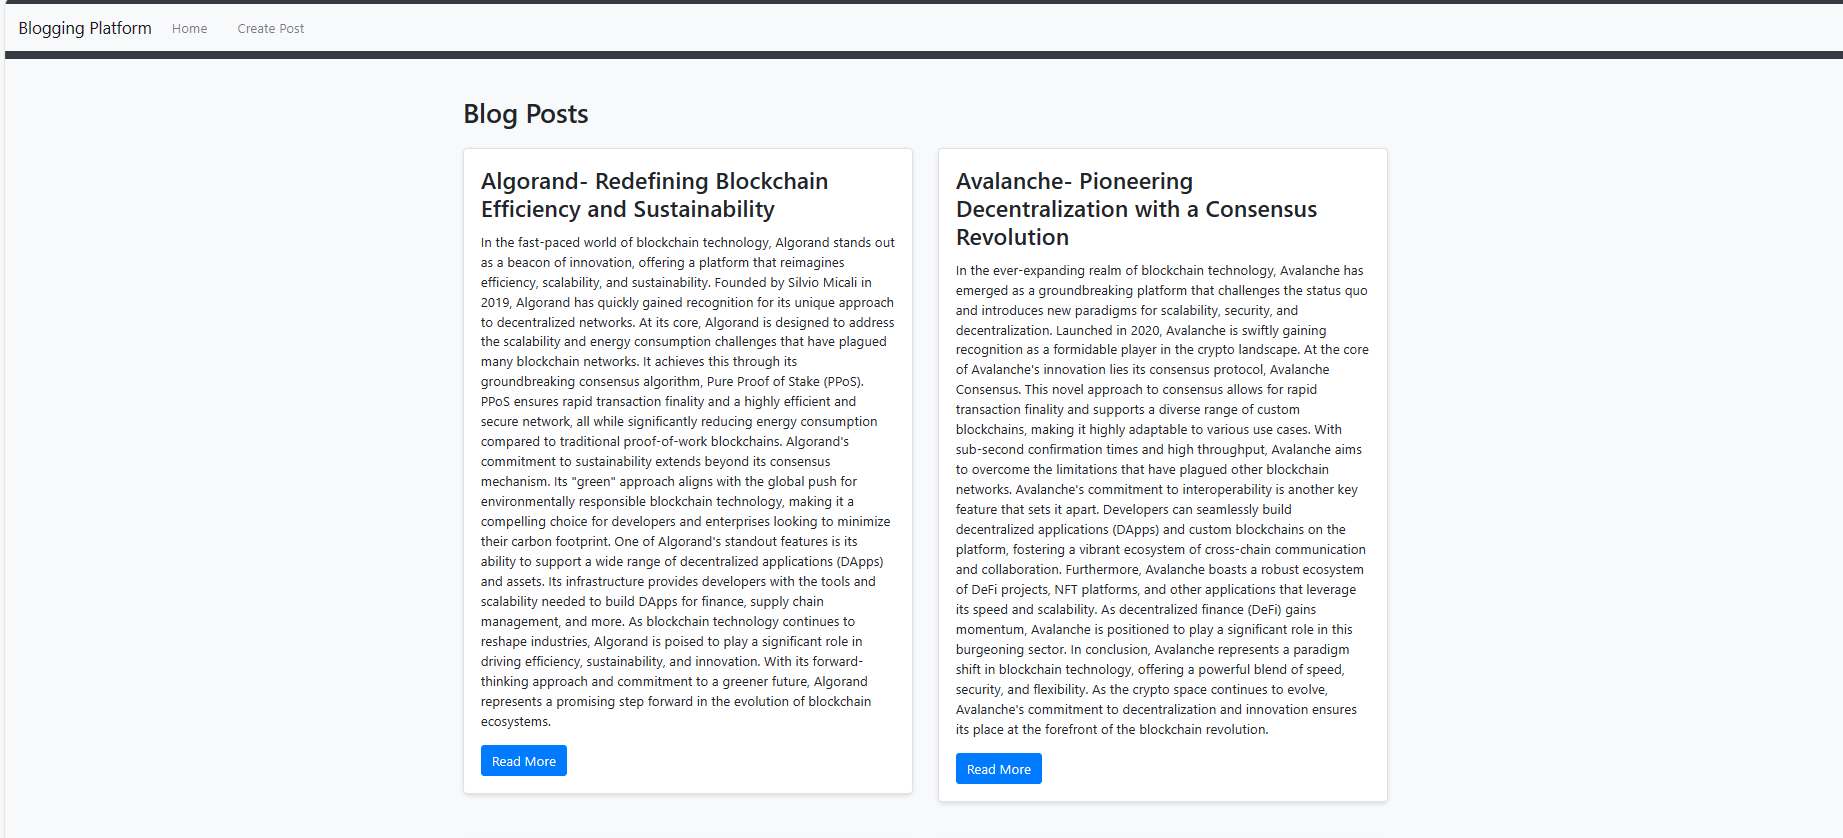 Blogging Platform Home Create Post
Blog Posts
Algorand- Redefining Blockchain
Efficiency and Sustainability
In the fast-paced world of blockchain technology, Algorand stands out
as a beacon of innovation, offering a platform that reimagines
efficiency, scalability, and sustainability. Founded by Silvio Micali in
2019, Algorand has quickly gained recognition for its unique approach
to decentralized networks. At its core, Algorand is designed to address
the scalability and energy consumption challenges that have plagued
many blockchain networks. It achieves this through its
groundbreaking consensus algorithm, Pure Proof of Stake (PPoS).
PPoS ensures rapid transaction finality and a highly efficient and
secure network, all while significantly reducing energy consumption
compared to traditional proof-of-work blockchains. Algorand's
commitment to sustainability extends beyond its consensus
mechanism. Its "green" approach aligns with the global push for
environmentally responsible blockchain technology, making it a
compelling choice for developers and enterprises looking to minimize
their carbon footprint. One of Algorand's standout features is its
ability to support a wide range of decentralized applications (DApps)
and assets. Its infrastructure provides developers with the tools and
scalability needed to build DApps for finance, supply chain
management, and more. As blockchain technology continues to
reshape industries, Algorand is poised to play a significant role in
driving efficiency, sustainability, and innovation. With its forward-
thinking approach and commitment to a greener future, Algorand
represents a promising step forward in the evolution of blockchain
ecosystems.
Read More
Avalanche- Pioneering
Decentralization with a Consensus
Revolution
In the ever-expanding realm of blockchain technology, Avalanche has
emerged as a groundbreaking platform that challenges the status quo
and introduces new paradigms for scalability, security, and
decentralization. Launched in 2020, Avalanche is swiftly gaining
recognition as a formidable player in the crypto landscape. At the core
of Avalanche's innovation lies its consensus protocol, Avalanche
Consensus. This novel approach to consensus allows for rapid
transaction finality and supports a diverse range of custom
blockchains, making it highly adaptable to various use cases. With
sub-second confirmation times and high throughput, Avalanche aims
to overcome the limitations that have plagued other blockchain
networks. Avalanche's commitment to interoperability is another key
feature that sets it apart. Developers can seamlessly build
decentralized applications (DApps) and custom blockchains on the
platform, fostering a vibrant ecosystem of cross-chain communication
and collaboration. Furthermore, Avalanche boasts a robust ecosystem
of DeFi projects, NFT platforms, and other applications that leverage
its speed and scalability. As decentralized finance (DeFi) gains
momentum, Avalanche is positioned to play a significant role in this
burgeoning sector. In conclusion, Avalanche represents a paradigm
shift in blockchain technology, offering a powerful blend of speed,
security, and flexibility. As the crypto space continues to evolve,
Avalanche's commitment to decentralization and innovation ensures
its place at the forefront of the blockchain revolution.
Read More